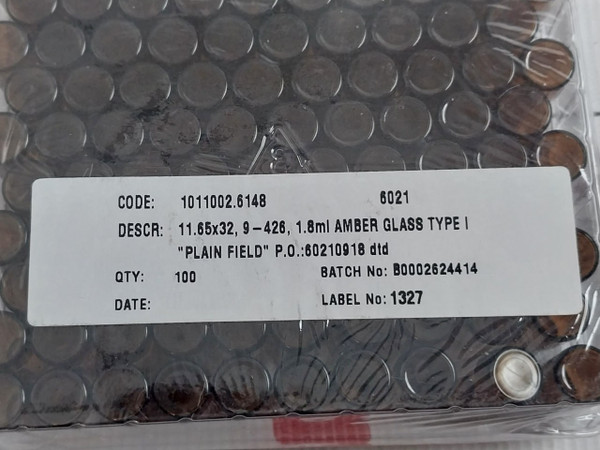 CODE: 1011002.6148 6021
DESCR: 11.65x32, 9-426, 1.8ml AMBER GLASS TYPE I
"PLAIN FIELD" P.O.:60210918 dtd
QTY: 100 BATCH No: B0002624414
DATE: LABEL No: 1327